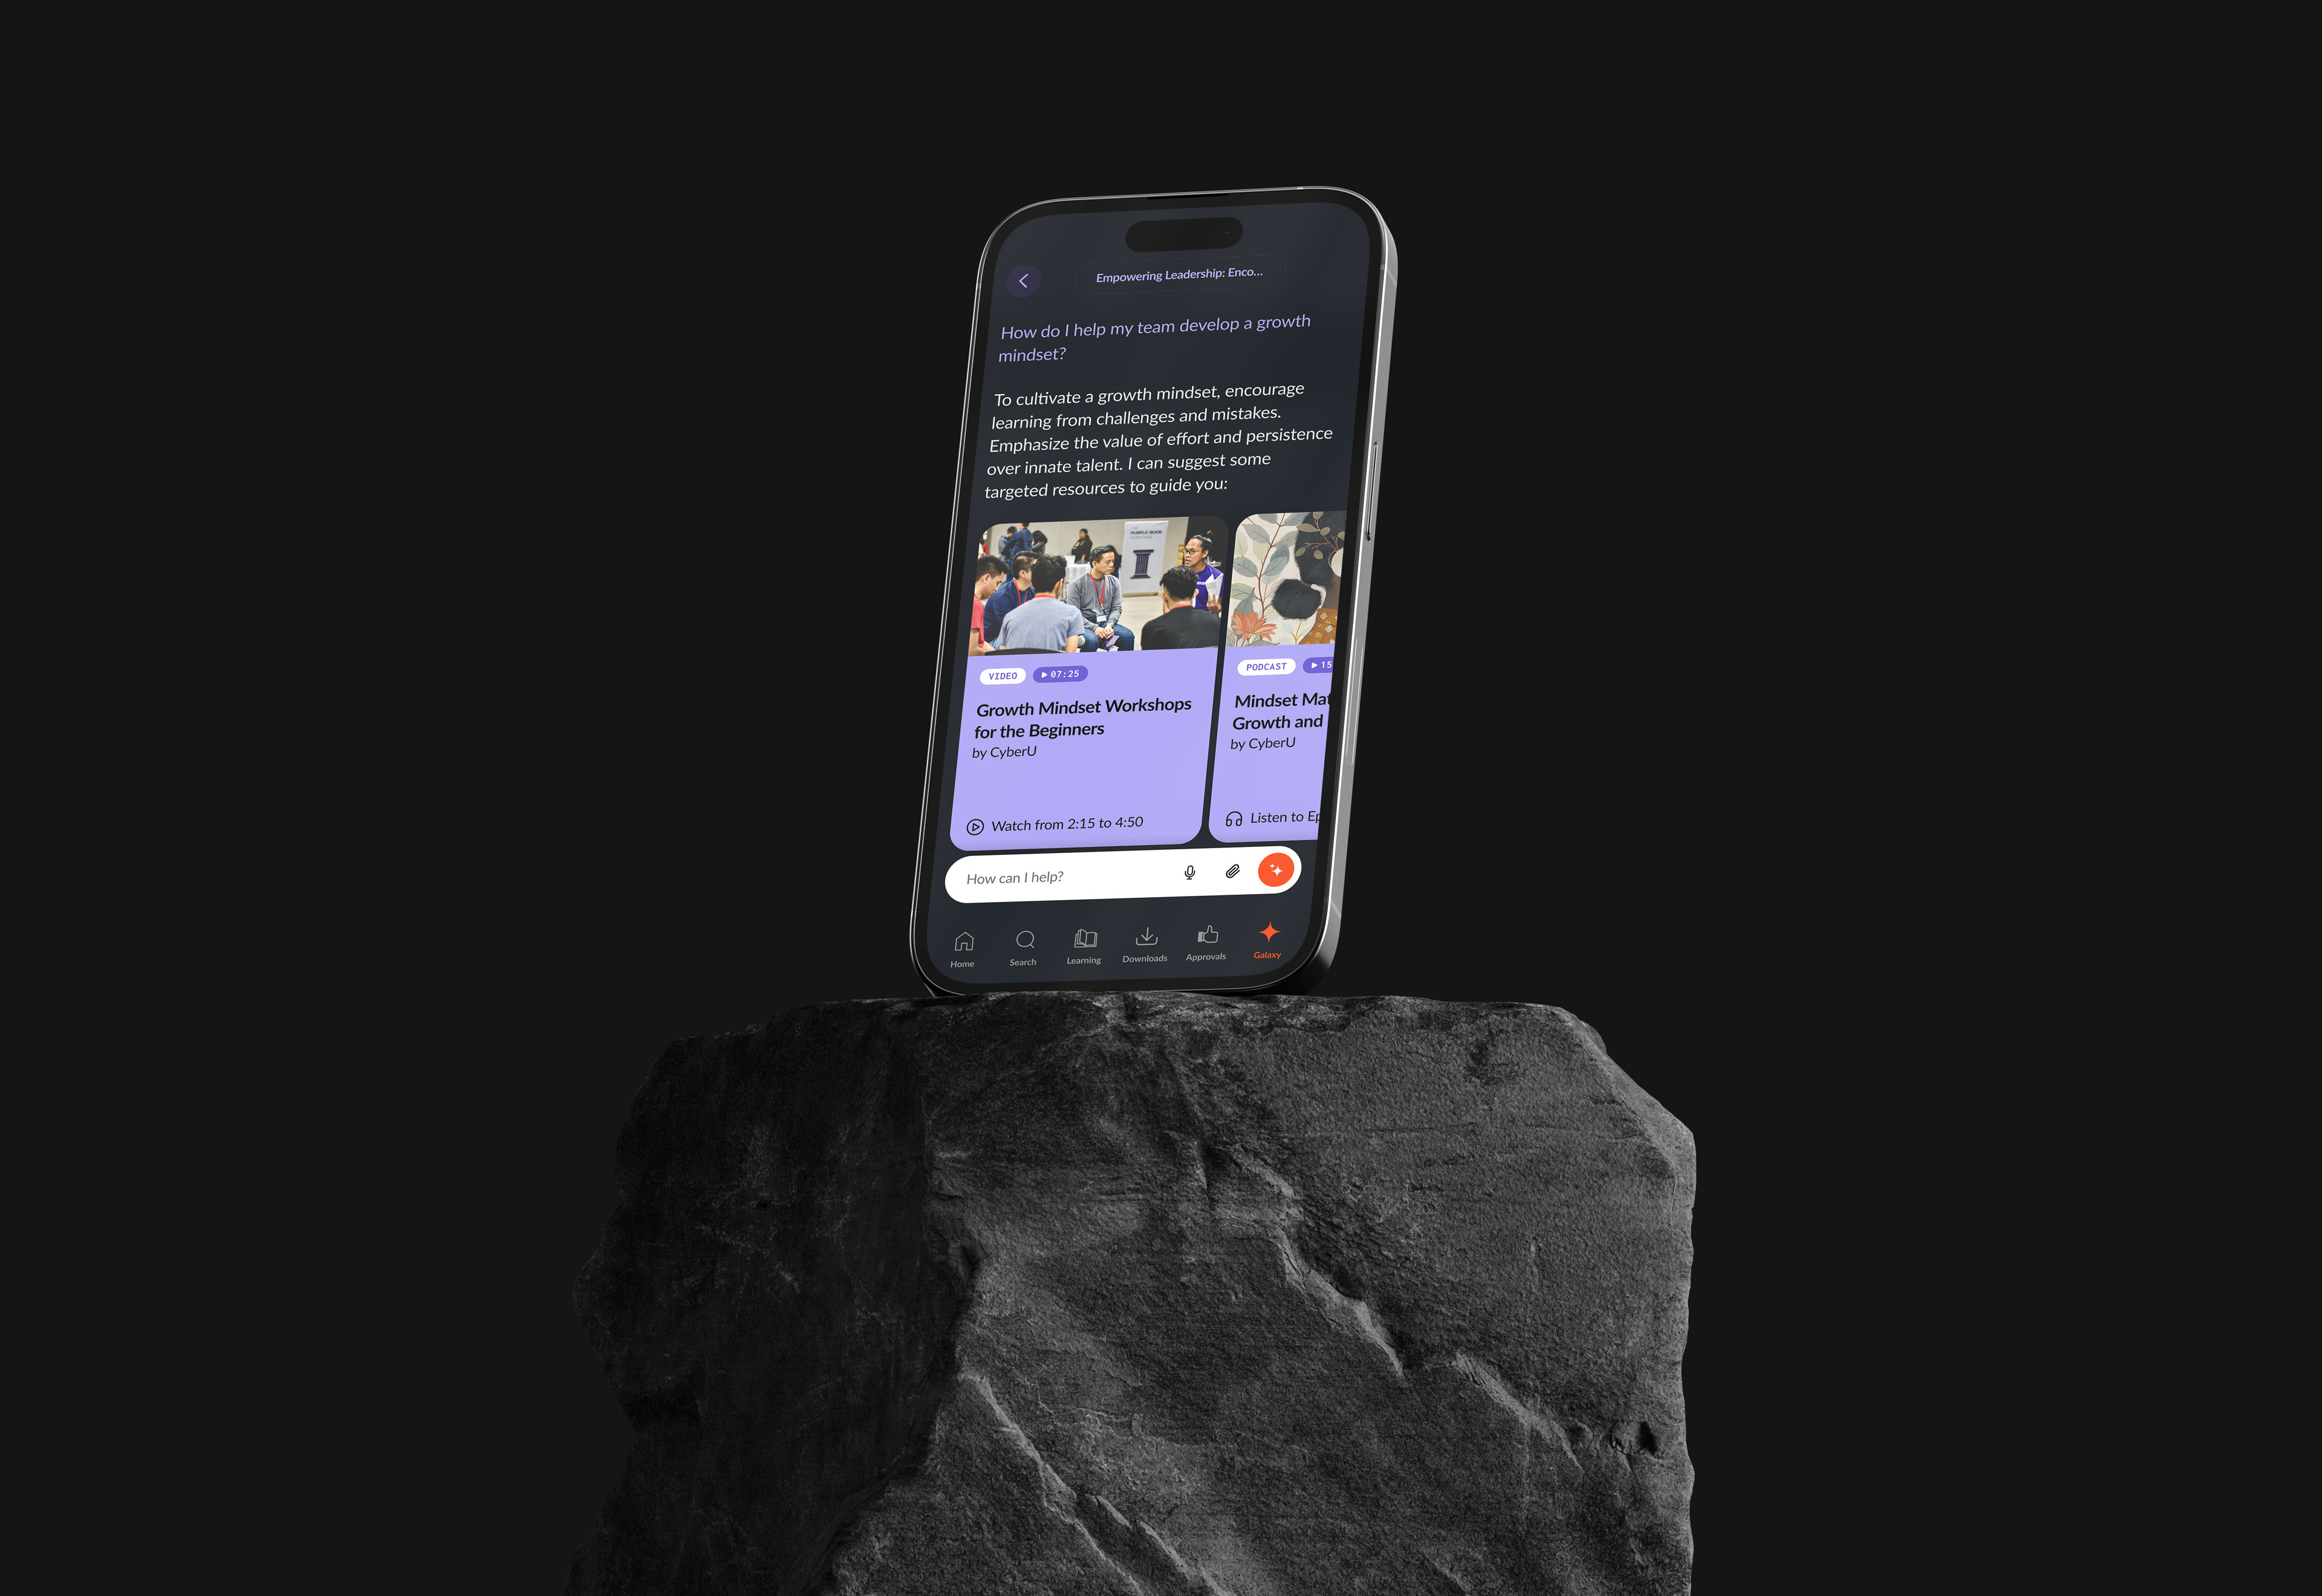 Empowering Leadership: Enco...
How do I help my team develop a growth
mindset?
To cultivate a growth mindset, encourage
learning from challenges and mistakes.
Emphasize the value of effort and persistence
over innate talent. I can suggest some
targeted resources to guide you:
PURPLE BOOK
VIDEO
07:25
Growth Mindset Workshops
for the Beginners
by CyberU
Watch from 2:15 to 4:50
PODCAST
15
Mindset Mat
Growth and
by CyberU
Listen to Ep
How can I help?
Home
Search
Learning
Downloads
Approvals
Galaxy